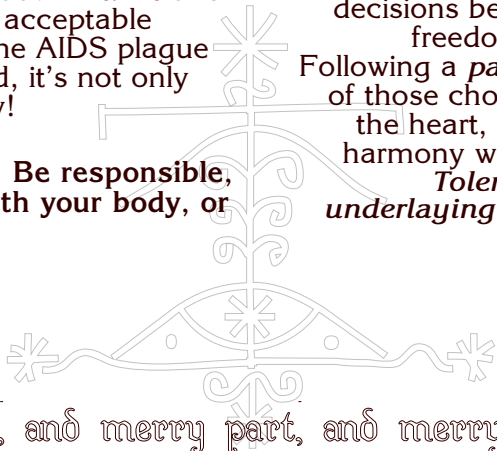 acceptable
ne AIDS plague
d, it's not only
y!
Be responsible,
th your body, or
decisions be
freedo
Following a pa
of those cho
the heart,
harmony w
Toler
underlaying
, and merry part, and merry